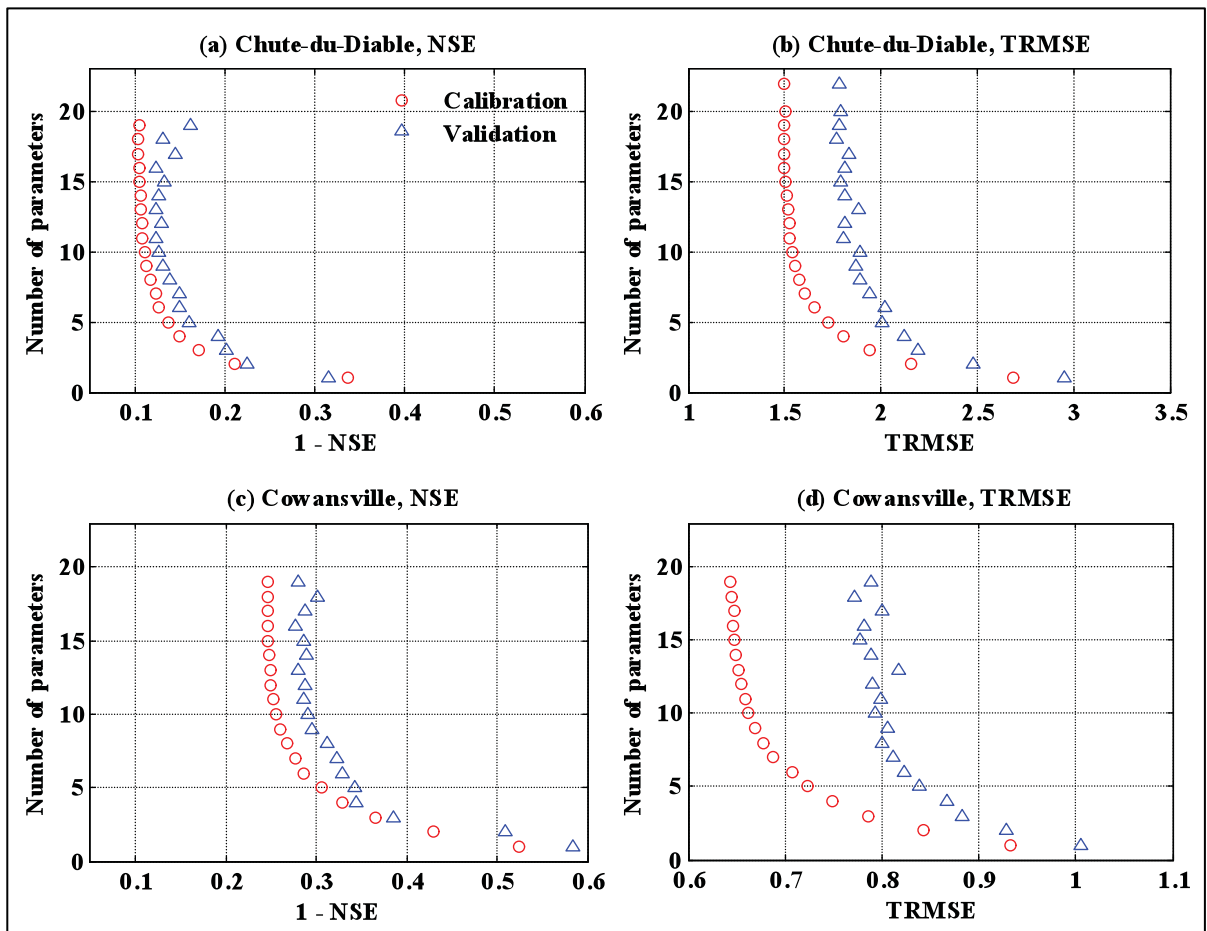 (a) Chute-du-Diable, NSE
Number of parameters
20
15
10
5
0
0.1 0.2 0.3 0.4 0.5 0.6
1 - NSE
Calibration
Validation
(b) Chute-du-Diable, TRMSE
Number of parameters
20
15
10
5
0
1 1.5 2 2.5 3 3.5
TRMSE
(c) Cowansville, NSE
Number of parameters
20
15
10
5
0
0.1 0.2 0.3 0.4 0.5 0.6
1 - NSE
(d) Cowansville, TRMSE
Number of parameters
20
15
10
5
0
0.6 0.7 0.8 0.9 1 1.1
TRMSE